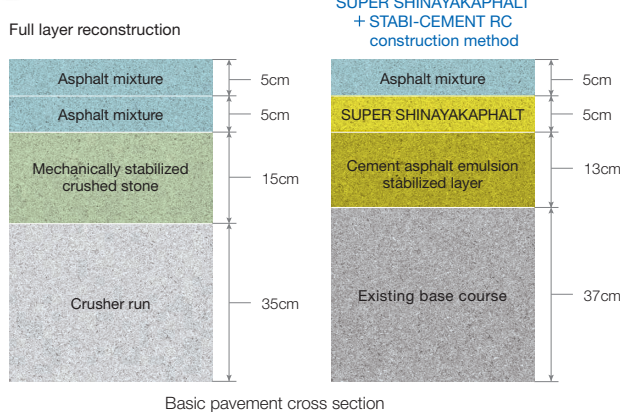 Full layer reconstruction
Asphalt mixture
5cm
Asphalt mixture
5cm
Mechanically stabilized
crushed stone
15cm
Crusher run
35cm
SUPER SHINAYAKAPHALT
+ STABI-CEMENT RC
construction method
Asphalt mixture
5cm
SUPER SHINAYAKAPHALT
5cm
Cement asphalt emulsion
stabilized layer
13cm
Existing base course
37cm
Basic pavement cross section